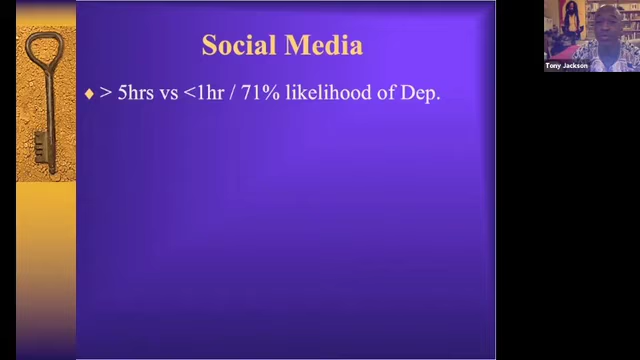 Social Media
> 5hrs vs <1hr / 71% likelihood of Dep.
Tony Jackson